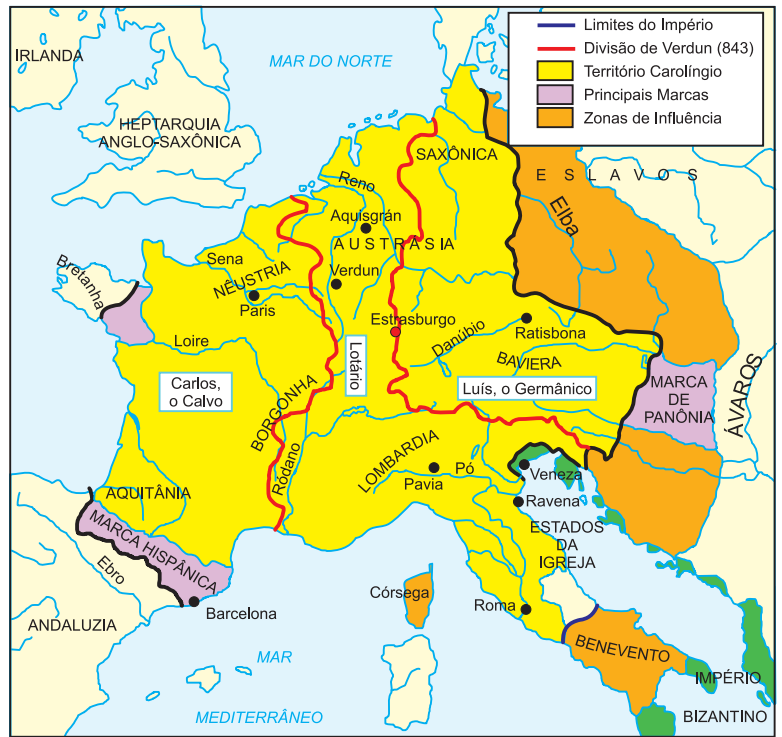 Limites do Império
Divisão de Verdun (843)
Território Carolíngio
Principais Marcas
Zonas de Influência
IRLANDA
MAR DO NORTE
HEPTARQUIA
ANGLO-SAXÔNICA
SAXÔNICA
ESLAVOS
Elba
Reno
Aquisgrán
AUSTRÁSIA
Bretanha
Sena
NÊUSTRIA
Verdun
Paris
Estrasburgo
Danúbio
Ratisbona
Loire
BAVIERA
Lotário
Carlos,
o Calvo
Luís, o Germânico
MARCA
DE
PANÔNIA
ÁVAROS
BORGONHA
Ródano
LOMBARDIA
Pó
Pavia
Veneza
Ravena
AQUITÂNIA
MARCA HISPÂNICA
Ebro
ESTADOS
DA
IGREJA
Barcelona
Córsega
Roma
ANDALUZIA
BENEVENTO
MAR
MEDITERRÂNEO
IMPÉRIO
BIZANTINO